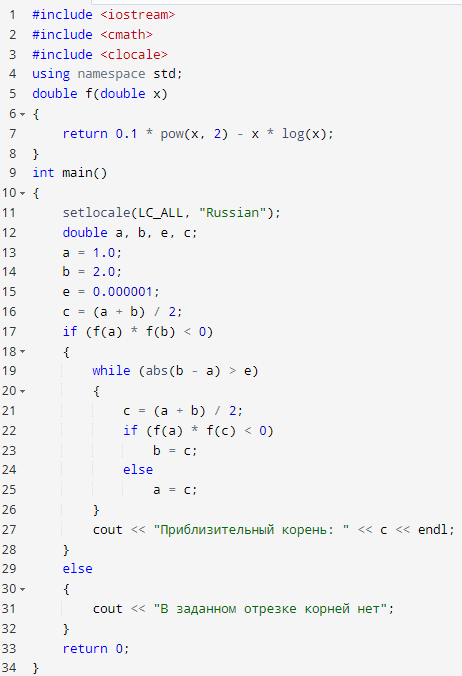 1 #include <iostream>
2 #include <cmath>
3 #include <clocale>
4 using namespace std;
5 double f(double x)
6 {
7     return 0.1 * pow(x, 2) - x * log(x);
8 }
9 int main()
10 {
11     setlocale(LC_ALL, "Russian");
12     double a, b, e, c;
13     a = 1.0;
14     b = 2.0;
15     e = 0.000001;
16     c = (a + b) / 2;
17     if (f(a) * f(b) < 0)
18     {
19         while (abs(b - a) > e)
20         {
21             c = (a + b) / 2;
22             if (f(a) * f(c) < 0)
23                 b = c;
24             else
25                 a = c;
26         }
27         cout << "Приблизительный корень: " << c << endl;
28     }
29     else
30     {
31         cout << "В заданном отрезке корней нет";
32     }
33     return 0;
34 }